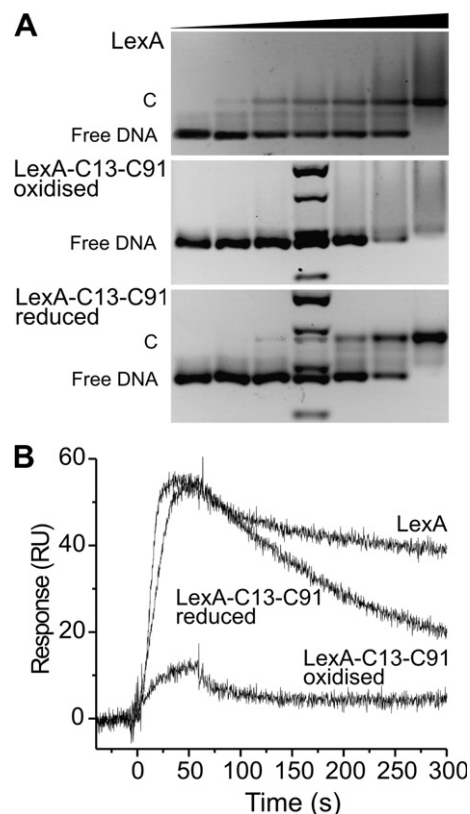 A
LexA
C
Free DNA
LexA-C13-C91
oxidised
Free DNA
LexA-C13-C91
reduced
C
Free DNA
B
60
40
20
0
Response (RU)
LexA
LexA-C13-C91
reduced
LexA-C13-C91
oxidised
0
50
100
150
200
250
300
Time (s)